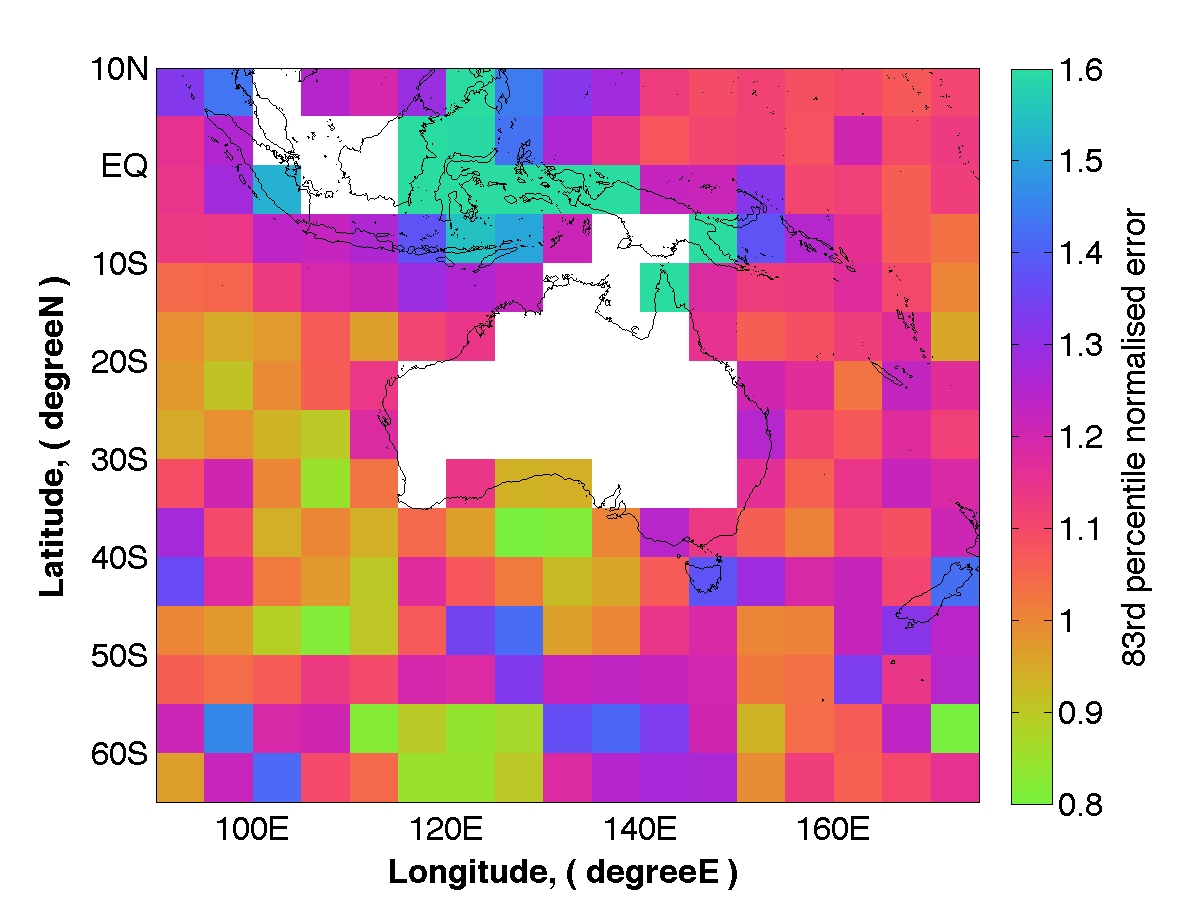 10N
EQ
10S
20S
30S
40S
50S
60S
Latitude, ( degreeN )
100E
120E
140E
160E
Longitude, ( degreeE )
1.6
1.5
1.4
1.3
1.2
1.1
1
0.9
0.8
83rd percentile normalised error